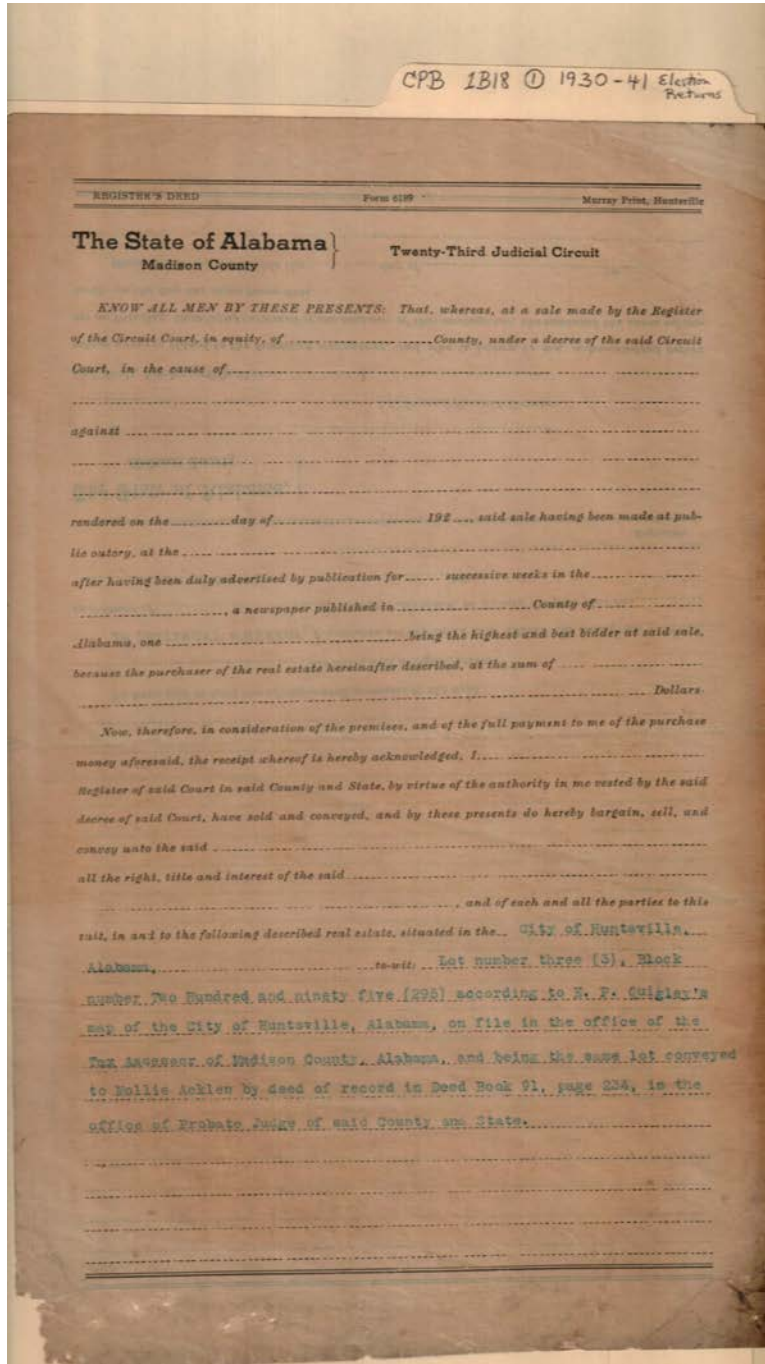 CPB 1B18 ① 1930-41 Election
Returns
REGISTER'S DEED Form 6189 Murray Print, Huntsville
The State of Alabama } Twenty-Third Judicial Circuit
Madison County
KNOW ALL MEN BY THESE PRESENTS: That, whereas, at a sale made by the Register
of the Circuit Court, in equity, of County, under a decree of the said Circuit
Court, in the cause of
against
rendered on the day of 192 , said sale having been made at pub-
lic outcry, at the
after having been duly advertised by publication for successive weeks in the
, a newspaper published in County of
Alabama, one being the highest and best bidder at said sale,
because the purchaser of the real estate hereinafter described, at the sum of
Dollars.
Now, therefore, in consideration of the premises, and of the full payment to me of the purchase
money aforesaid, the receipt whereof is hereby acknowledged, I,
Register of said Court in said County and State, by virtue of the authority in me vested by the said
decree of said Court, have sold and conveyed, and by these presents do hereby bargain, sell, and
convey unto the said
all the right, title and interest of the said
, and of each and all the parties to this
suit, in and to the following described real estate, situated in the City of Huntsville,
Alabama, to-wit: Lot number three (3), Block
number Two Hundred and ninety five (295) according to Quigley's
map of the City of Huntsville, Alabama, on file in the office of the
Tax Assessor of Madison County, Alabama, and being the same lot conveyed
to Mollie Acklen by deed of record in Deed Book 91, page 234, in the
office of Probate Judge of said County and State.